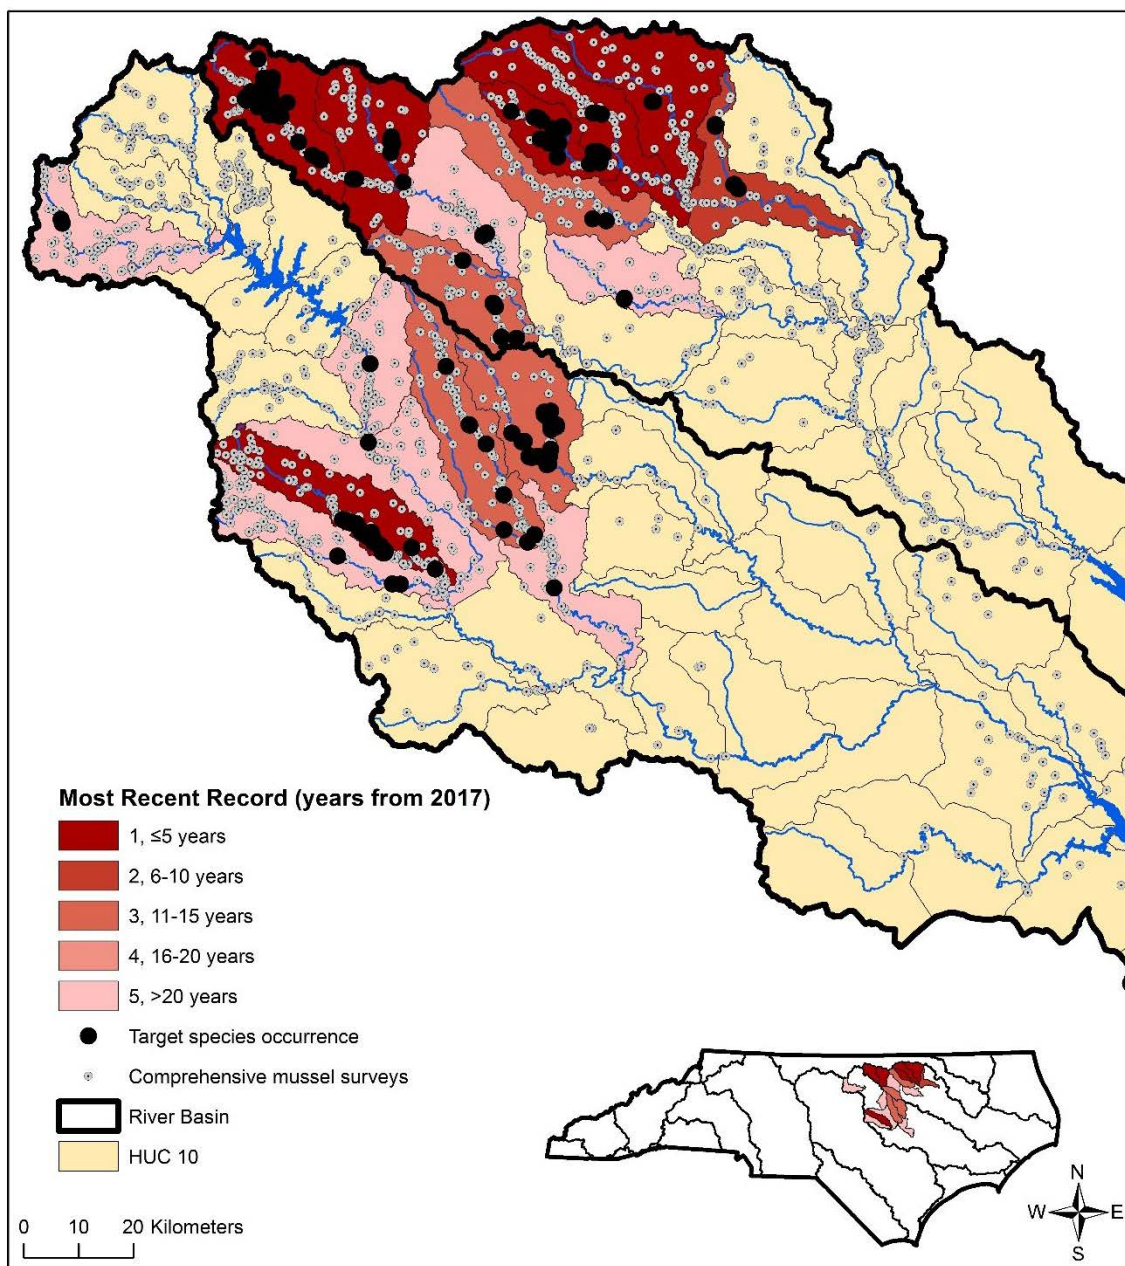 Most Recent Record (years from 2017)
1, ≤5 years
2, 6-10 years
3, 11-15 years
4, 16-20 years
5, >20 years
Target species occurrence
Comprehensive mussel surveys
River Basin
HUC 10
0 10 20 Kilometers
N
W E
S